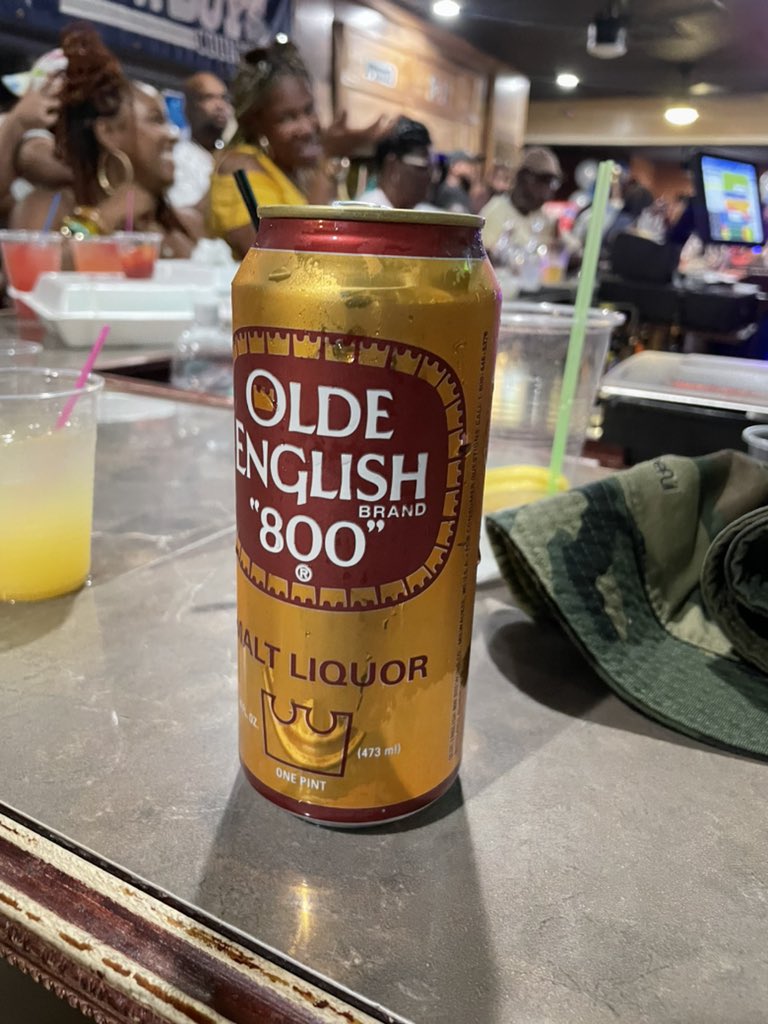 OLDE
ENGLISH
BRAND
"800"
®
MALT LIQUOR
(473 ml)
ONE PINT